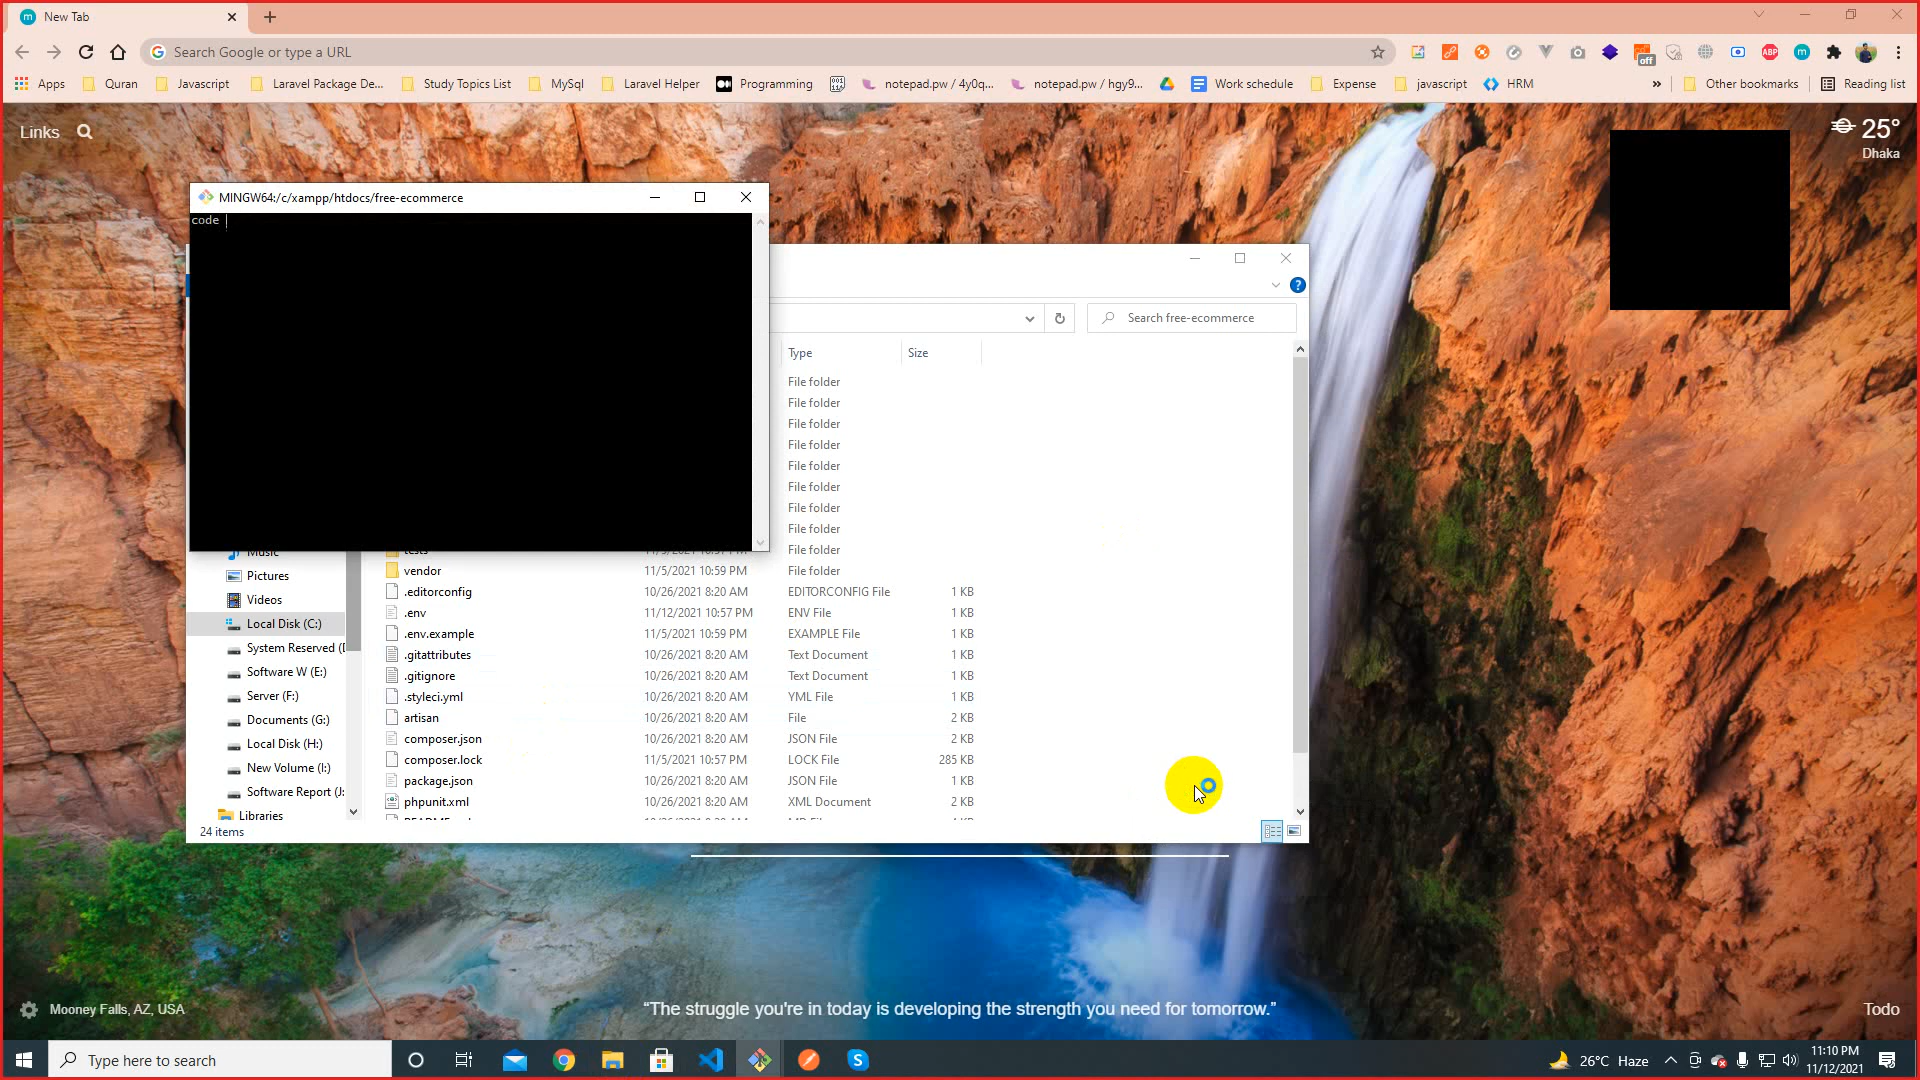 New Tab
Search Google or type a URL
Apps Quran Javascript Laravel Package De... Study Topics List MySql Laravel Helper Programming notepad.pw / 4y0q... notepad.pw / hgy9... Work schedule Expense javascript HRM » Other bookmarks Reading list
off
ABP
Links
25°
Dhaka
MINGW64:/c/xampp/htdocs/free-ecommerce
code
Search free-ecommerce
Type Size
File folder
File folder
File folder
File folder
File folder
File folder
File folder
File folder
File folder
Music
Pictures
Videos
Local Disk (C:)
System Reserved (
Software W (E:)
Server (F:)
Documents (G:)
Local Disk (H:)
New Volume (I:)
Software Report (J:
Libraries
vendor 11/5/2021 10:59 PM File folder
.editorconfig 10/26/2021 8:20 AM EDITORCONFIG File 1 KB
.env 11/12/2021 10:57 PM ENV File 1 KB
.env.example 11/5/2021 10:59 PM EXAMPLE File 1 KB
.gitattributes 10/26/2021 8:20 AM Text Document 1 KB
.gitignore 10/26/2021 8:20 AM Text Document 1 KB
.styleci.yml 10/26/2021 8:20 AM YML File 1 KB
artisan 10/26/2021 8:20 AM File 2 KB
composer.json 10/26/2021 8:20 AM JSON File 2 KB
composer.lock 11/5/2021 10:57 PM LOCK File 285 KB
package.json 10/26/2021 8:20 AM JSON File 1 KB
phpunit.xml 10/26/2021 8:20 AM XML Document 2 KB
24 items
Mooney Falls, AZ, USA
“The struggle you're in today is developing the strength you need for tomorrow.”
Todo
Type here to search
26°C Haze
11:10 PM
11/12/2021